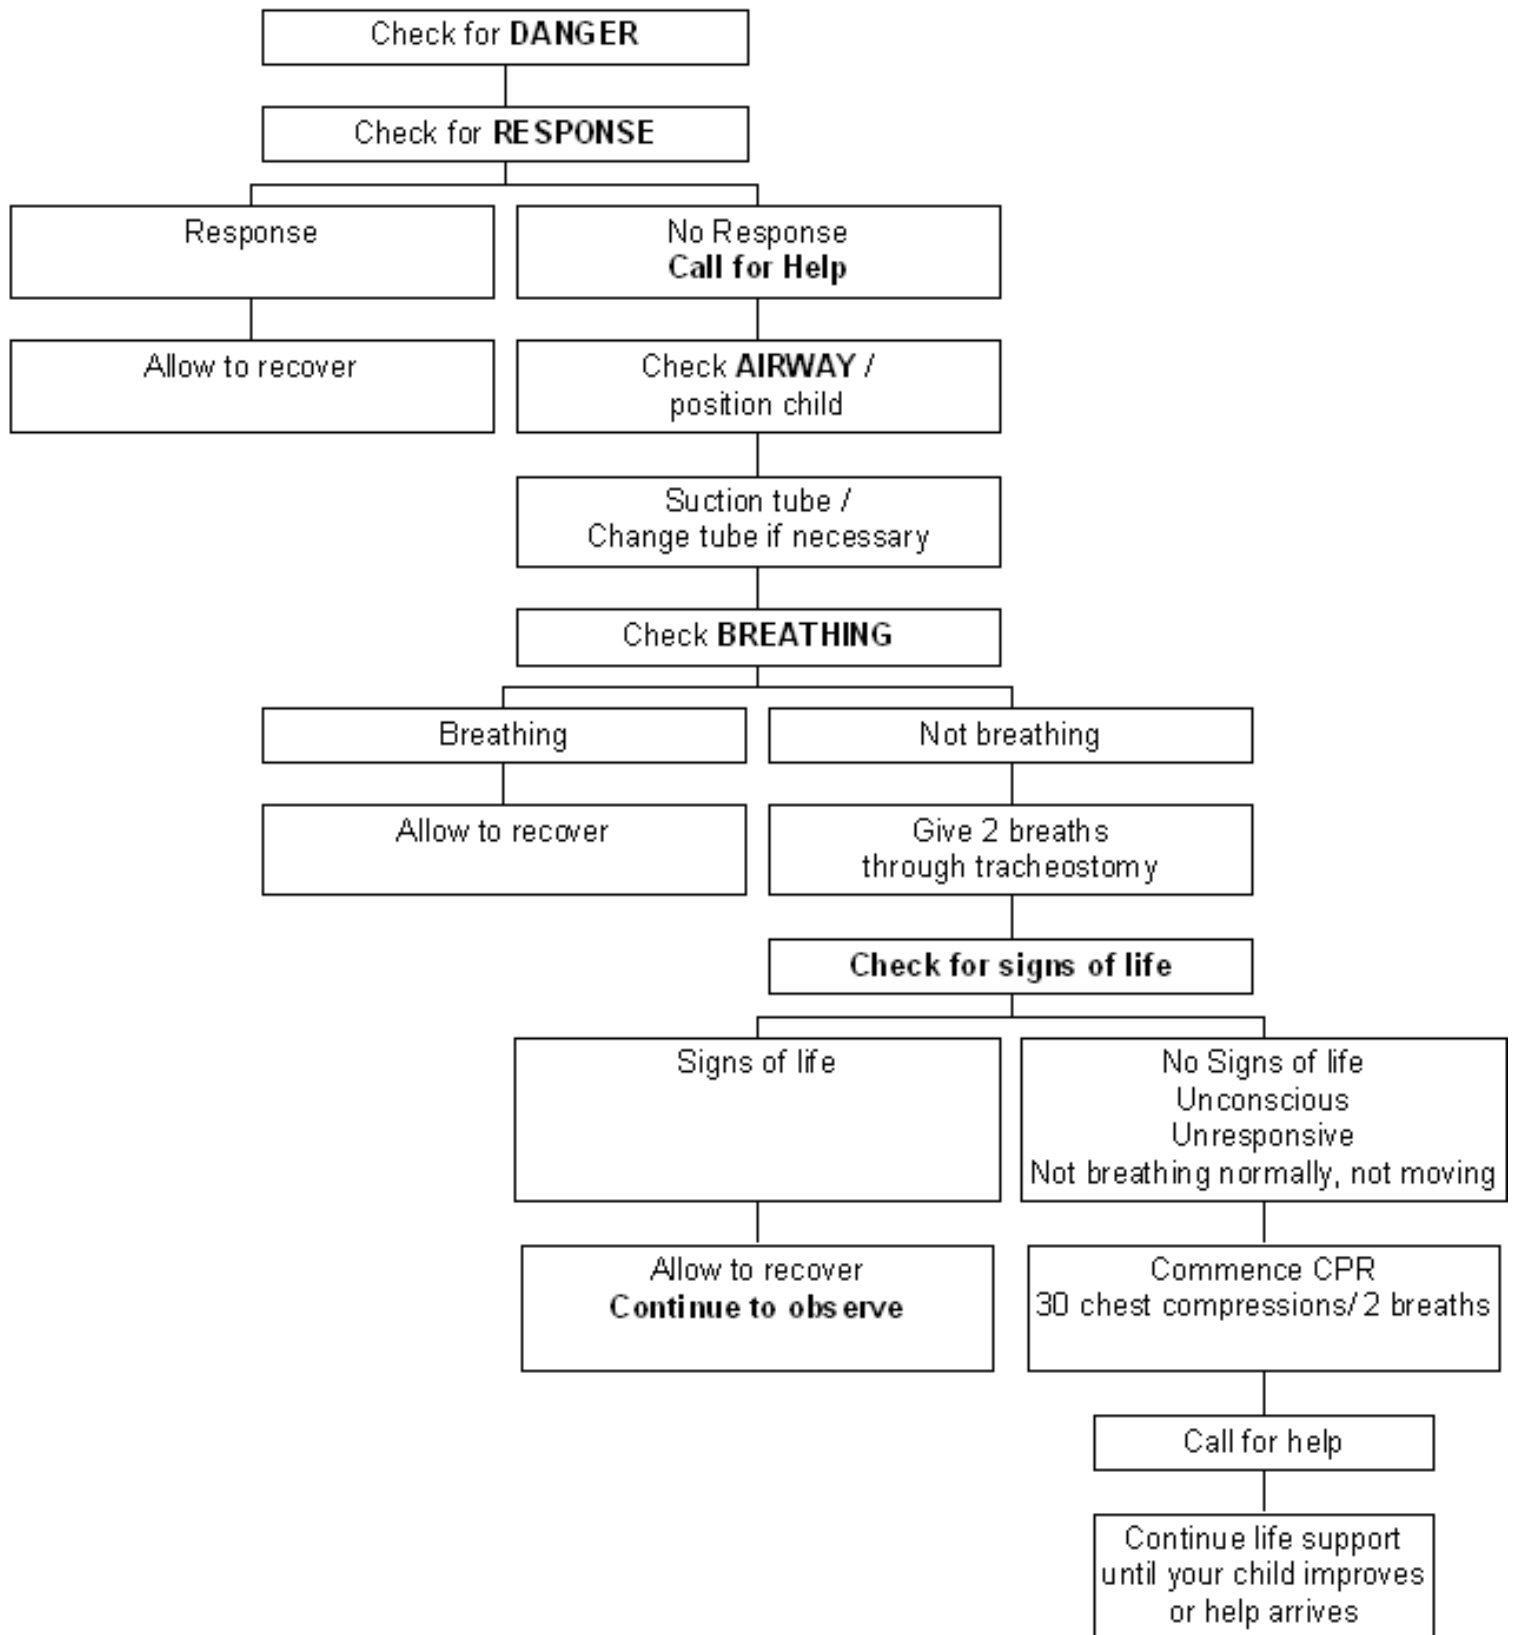 Check for DANGER
Check for RESPONSE
Response
No Response
Call for Help
Allow to recover
Check AIRWAY /
position child
Suction tube /
Change tube if necessary
Check BREATHING
Breathing
Not breathing
Allow to recover
Give 2 breaths
through tracheostomy
Check for signs of life
Signs of life
No Signs of life
Unconscious
Unresponsive
Not breathing normally, not moving
Allow to recover
Continue to observe
Commence CPR
30 chest compressions/ 2 breaths
Call for help
Continue life support
until your child improves
or help arrives